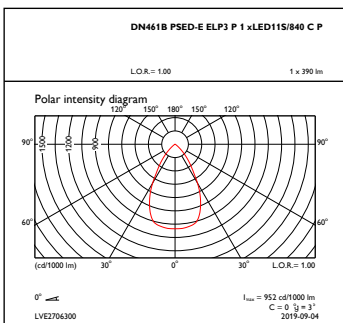 DN461B PSED-E ELP3 P 1 xLED11S/840 C P
L.O.R.= 1.00 1 x 390 lm
Polar intensity diagram
120° 150° 180° 150° 120°
90° 90°
1500 1200 900
60° 60°
(cd/1000 lm) 30° 0° 30° L.O.R.= 1.00
0° Imax = 952 cd/1000 lm
C = 0 °g = 3°
LVE2706300 2019-09-04